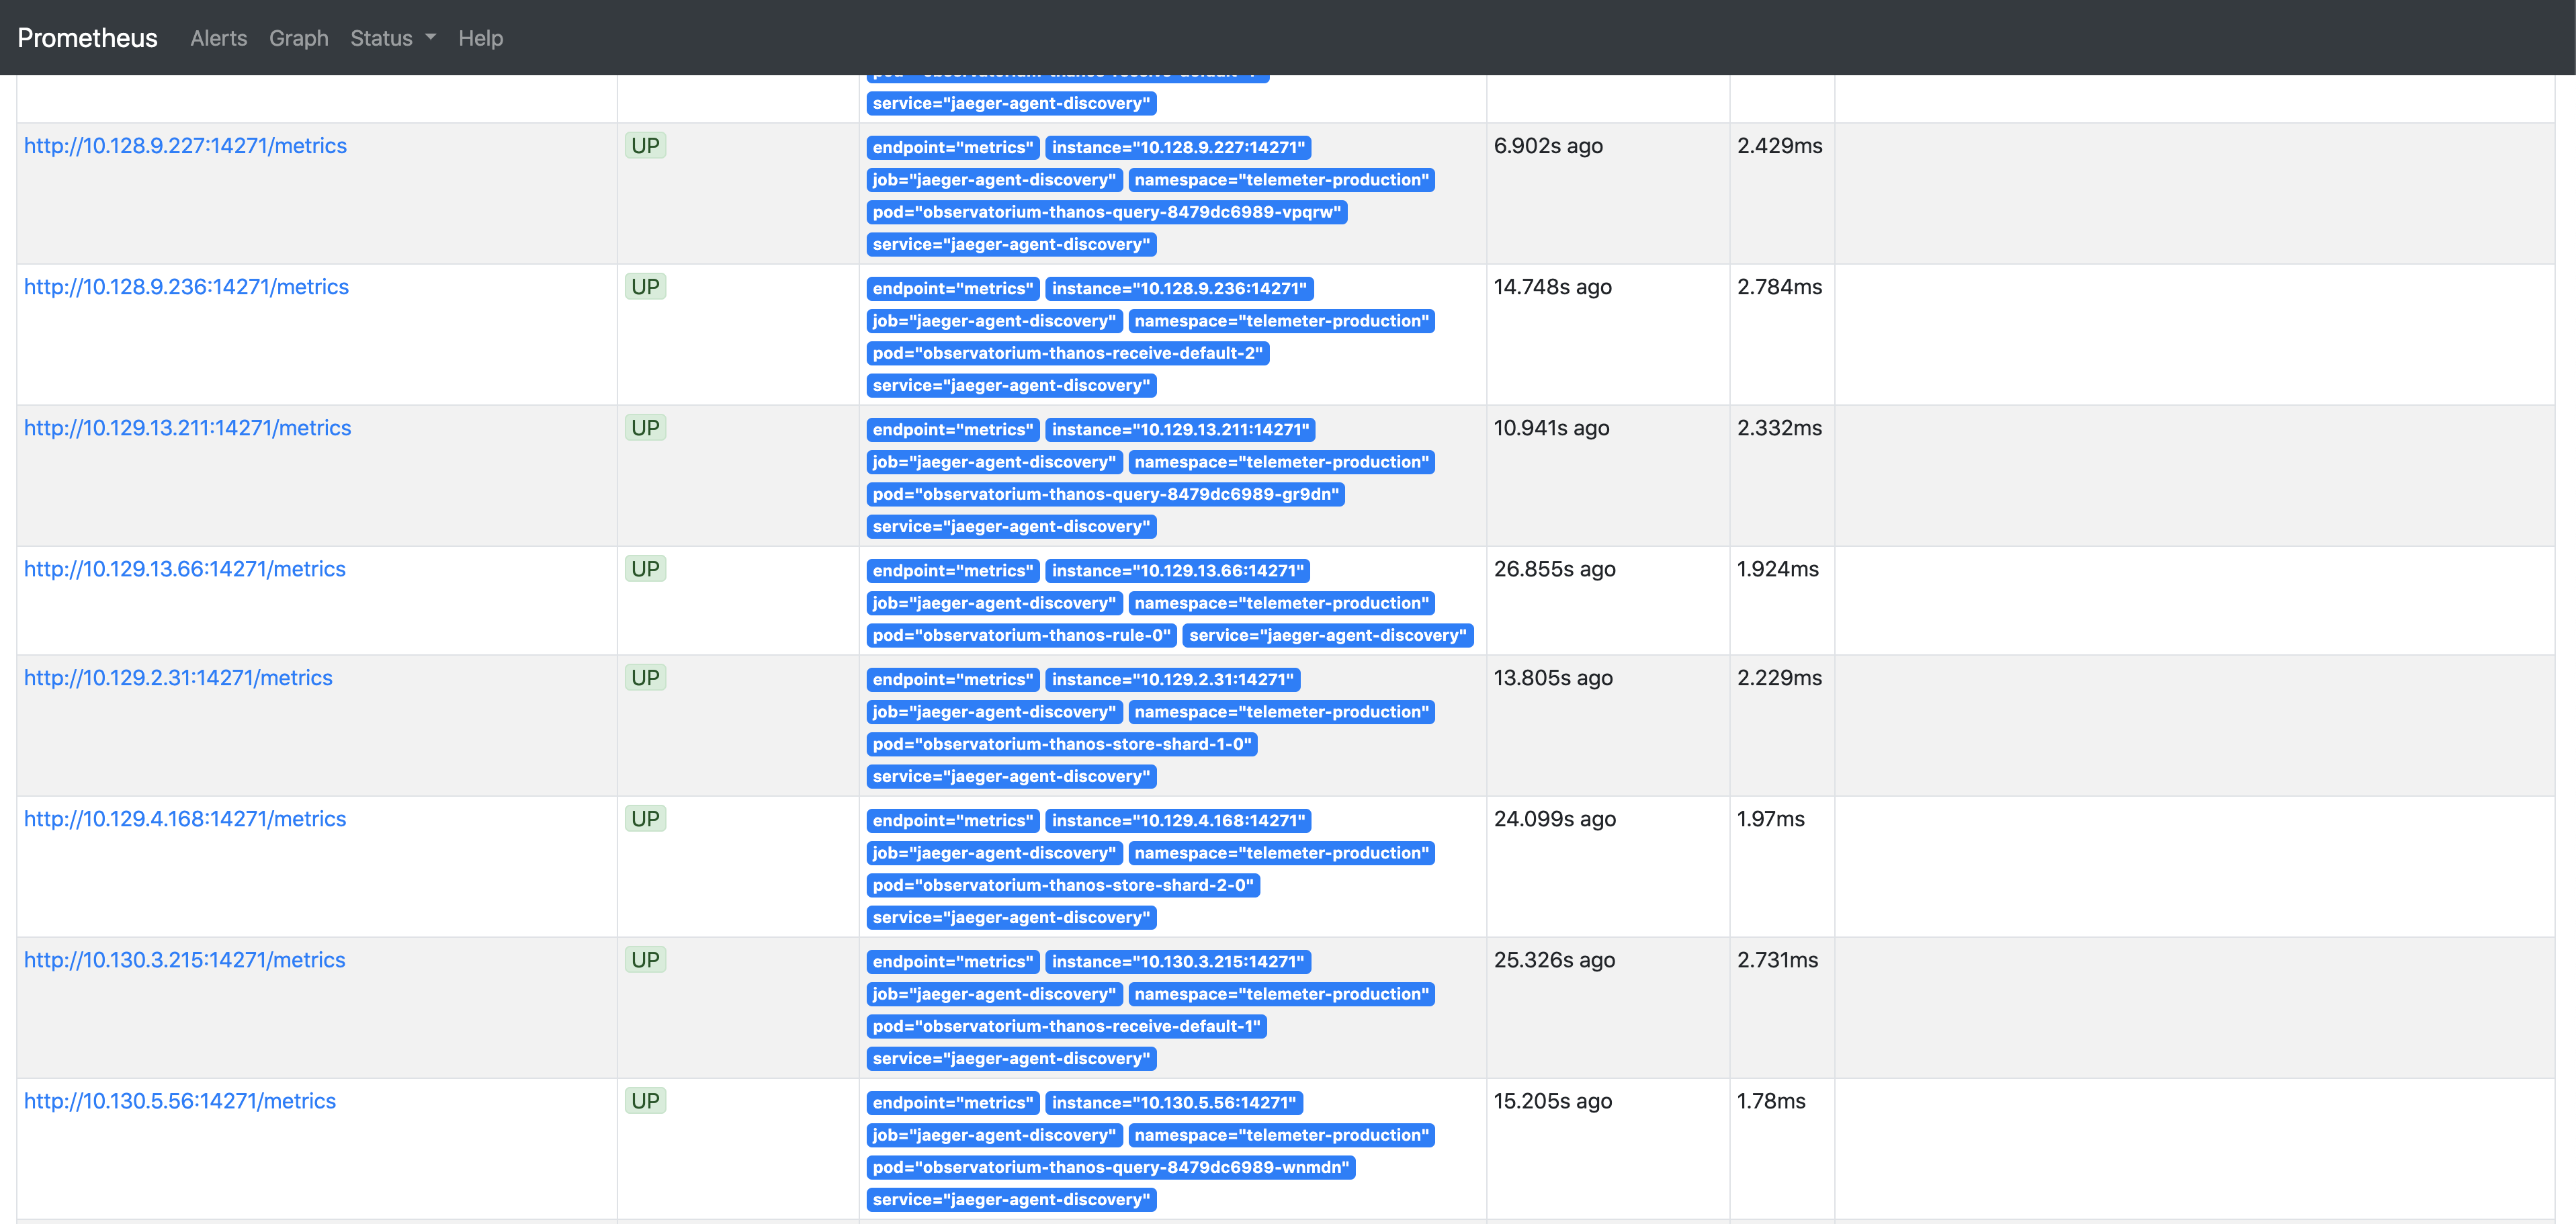 Prometheus Alerts Graph Status Help
service="jaeger-agent-discovery"
http://10.128.9.227:14271/metrics UP endpoint="metrics" instance="10.128.9.227:14271" 6.902s ago 2.429ms
job="jaeger-agent-discovery" namespace="telemeter-production"
pod="observatorium-thanos-query-8479dc6989-vpqrw"
service="jaeger-agent-discovery"
http://10.128.9.236:14271/metrics UP endpoint="metrics" instance="10.128.9.236:14271" 14.748s ago 2.784ms
job="jaeger-agent-discovery" namespace="telemeter-production"
pod="observatorium-thanos-receive-default-2"
service="jaeger-agent-discovery"
http://10.129.13.211:14271/metrics UP endpoint="metrics" instance="10.129.13.211:14271" 10.941s ago 2.332ms
job="jaeger-agent-discovery" namespace="telemeter-production"
pod="observatorium-thanos-query-8479dc6989-gr9dn"
service="jaeger-agent-discovery"
http://10.129.13.66:14271/metrics UP endpoint="metrics" instance="10.129.13.66:14271" 26.855s ago 1.924ms
job="jaeger-agent-discovery" namespace="telemeter-production"
pod="observatorium-thanos-rule-0" service="jaeger-agent-discovery"
http://10.129.2.31:14271/metrics UP endpoint="metrics" instance="10.129.2.31:14271" 13.805s ago 2.229ms
job="jaeger-agent-discovery" namespace="telemeter-production"
pod="observatorium-thanos-store-shard-1-0"
service="jaeger-agent-discovery"
http://10.129.4.168:14271/metrics UP endpoint="metrics" instance="10.129.4.168:14271" 24.099s ago 1.97ms
job="jaeger-agent-discovery" namespace="telemeter-production"
pod="observatorium-thanos-store-shard-2-0"
service="jaeger-agent-discovery"
http://10.130.3.215:14271/metrics UP endpoint="metrics" instance="10.130.3.215:14271" 25.326s ago 2.731ms
job="jaeger-agent-discovery" namespace="telemeter-production"
pod="observatorium-thanos-receive-default-1"
service="jaeger-agent-discovery"
http://10.130.5.56:14271/metrics UP endpoint="metrics" instance="10.130.5.56:14271" 15.205s ago 1.78ms
job="jaeger-agent-discovery" namespace="telemeter-production"
pod="observatorium-thanos-query-8479dc6989-wnmdn"
service="jaeger-agent-discovery"